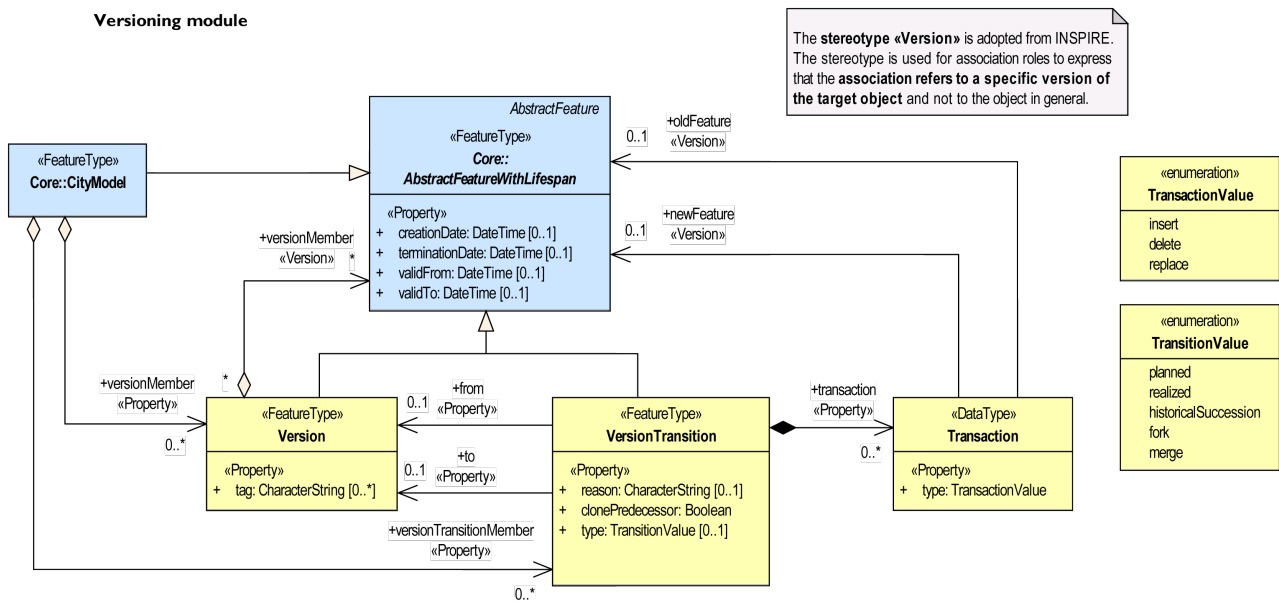 Versioning module
The stereotype «Version» is adopted from INSPIRE.
The stereotype is used for association roles to express
that the association refers to a specific version of
the target object and not to the object in general.
AbstractFeature
«FeatureType»
Core::
AbstractFeatureWithLifespan
«Property»
+ creationDate: DateTime [0..1]
+ terminationDate: DateTime [0..1]
+ validFrom: DateTime [0..1]
+ validTo: DateTime [0..1]
«FeatureType»
Core::CityModel
+oldFeature
0..1
«Version»
+newFeature
0..1
«Version»
«enumeration»
TransactionValue
insert
delete
replace
+versionMember
«Version»
*
*
«enumeration»
TransitionValue
planned
realized
historicalSuccession
fork
merge
+versionMember
«Property»
0..*
«FeatureType»
Version
«Property»
+ tag: CharacterString [0..*]
+from
0..1
«Property»
+to
0..1
«Property»
«FeatureType»
VersionTransition
«Property»
+ reason: CharacterString [0..1]
+ clonePredecessor: Boolean
+ type: TransitionValue [0..1]
+transaction
«Property»
0..*
«DataType»
Transaction
«Property»
+ type: TransactionValue
+versionTransitionMember
«Property»
0..*